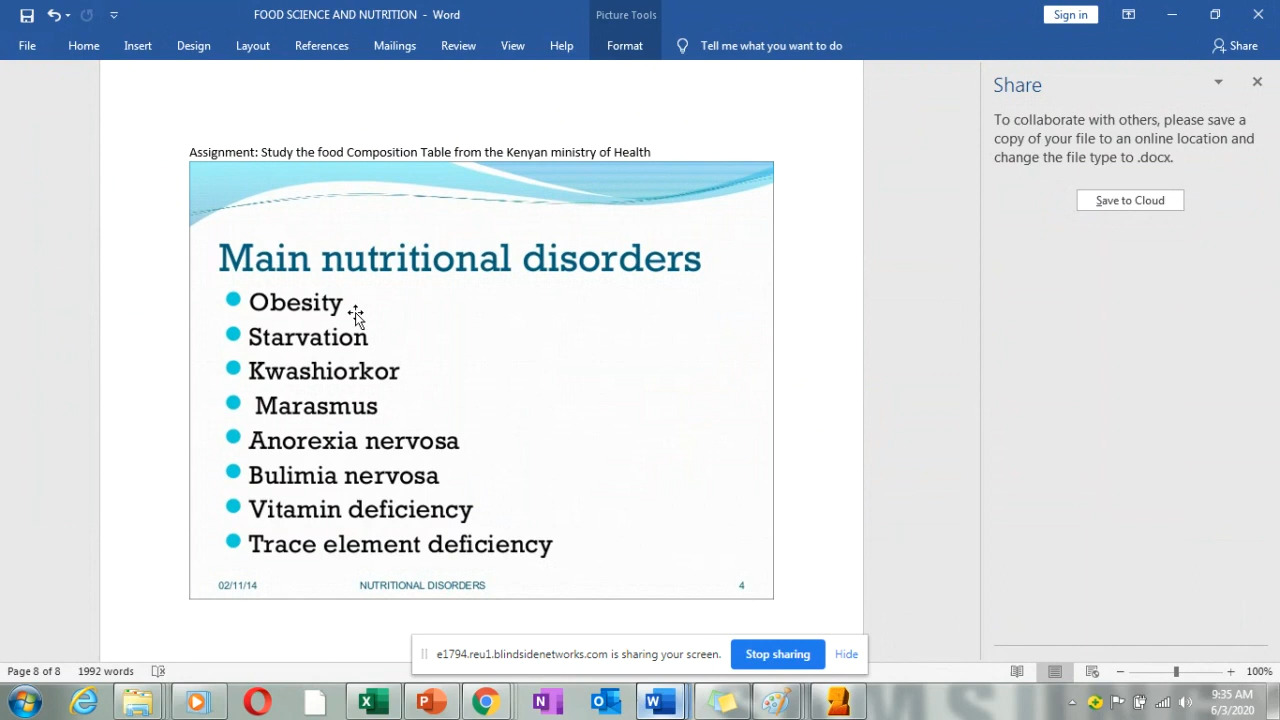 FOOD SCIENCE AND NUTRITION - Word
Picture Tools
Sign in
File
Home
Insert
Design
Layout
References
Mailings
Review
View
Help
Format
Tell me what you want to do
Share
Share
To collaborate with others, please save a
copy of your file to an online location and
change the file type to .docx.
Save to Cloud
Assignment: Study the food Composition Table from the Kenyan ministry of Health
Main nutritional disorders
Obesity
Starvation
Kwashiorkor
Marasmus
Anorexia nervosa
Bulimia nervosa
Vitamin deficiency
Trace element deficiency
02/11/14
NUTRITIONAL DISORDERS
4
e1794.reu1.blindsidenetworks.com is sharing your screen.
Stop sharing
Hide
Page 8 of 8
1992 words
100%
9:35 AM
6/3/2020